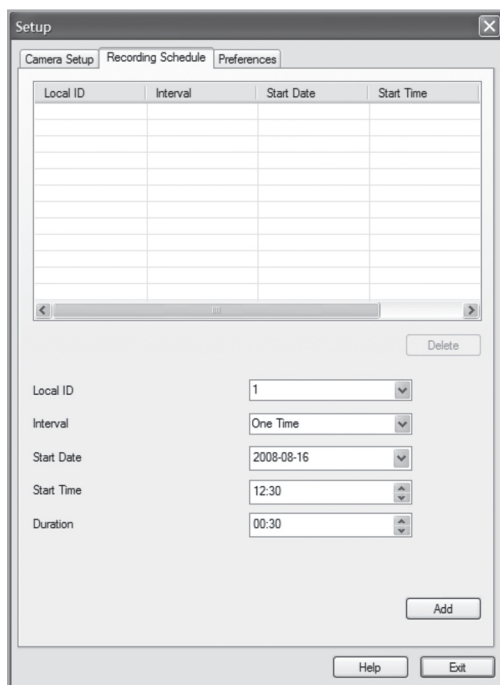 Setup
Camera Setup Recording Schedule Preferences
Local ID Interval Start Date Start Time
Delete
Local ID 1
Interval One Time
Start Date 2008-08-16
Start Time 12:30
Duration 00:30
Add
Help Exit